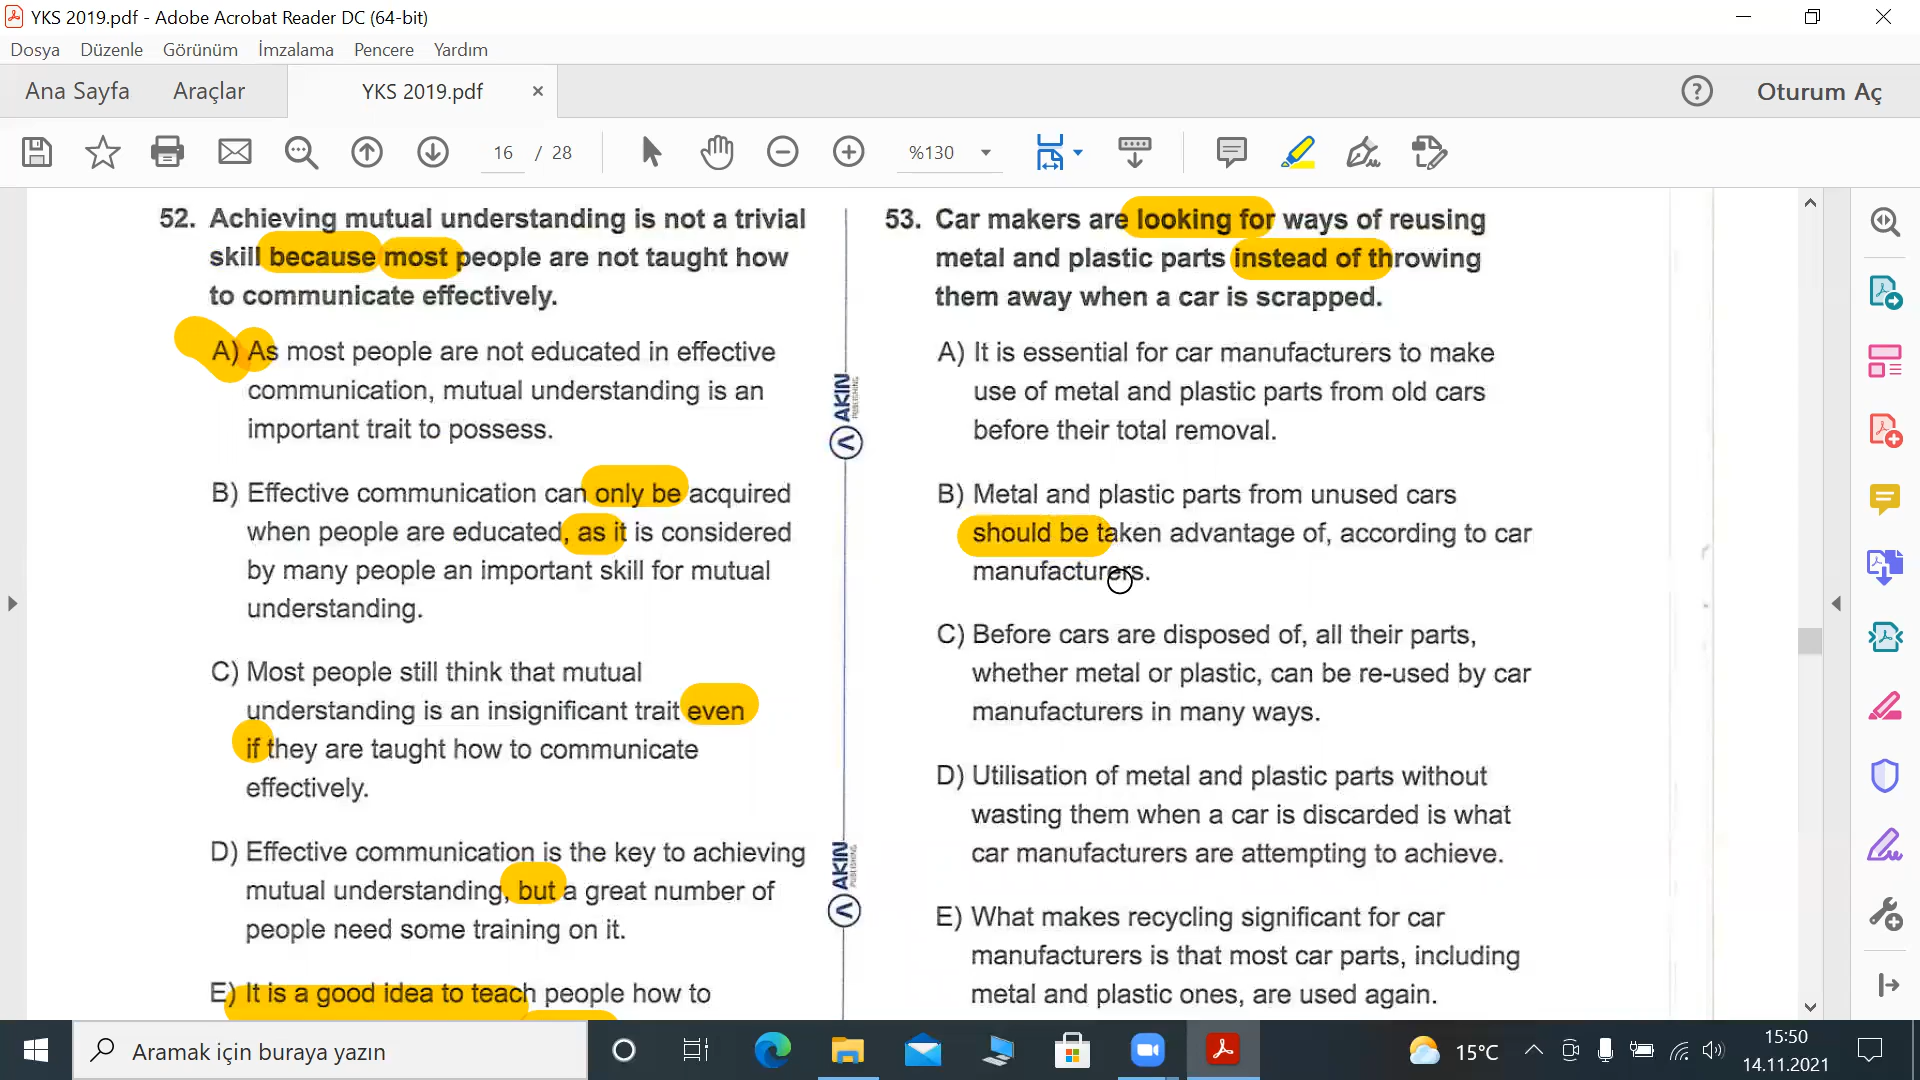 YKS 2019.pdf - Adobe Acrobat Reader DC (64-bit)
Dosya Düzenle Görünüm İmzalama Pencere Yardım
Ana Sayfa Araçlar YKS 2019.pdf × ? Oturum Aç
16 / 28 %130
52. Achieving mutual understanding is not a trivial
skill because most people are not taught how
to communicate effectively.
A) As most people are not educated in effective
communication, mutual understanding is an
important trait to possess.
B) Effective communication can only be acquired
when people are educated, as it is considered
by many people an important skill for mutual
understanding.
C) Most people still think that mutual
understanding is an insignificant trait even
if they are taught how to communicate
effectively.
D) Effective communication is the key to achieving
mutual understanding, but a great number of
people need some training on it.
E) It is a good idea to teach people how to
AKIN
PUBLISHING
AKIN
PUBLISHING
53. Car makers are looking for ways of reusing
metal and plastic parts instead of throwing
them away when a car is scrapped.
A) It is essential for car manufacturers to make
use of metal and plastic parts from old cars
before their total removal.
B) Metal and plastic parts from unused cars
should be taken advantage of, according to car
manufacturers.
C) Before cars are disposed of, all their parts,
whether metal or plastic, can be re-used by car
manufacturers in many ways.
D) Utilisation of metal and plastic parts without
wasting them when a car is discarded is what
car manufacturers are attempting to achieve.
E) What makes recycling significant for car
manufacturers is that most car parts, including
metal and plastic ones, are used again.
Aramak için buraya yazın
15°C
15:50
14.11.2021